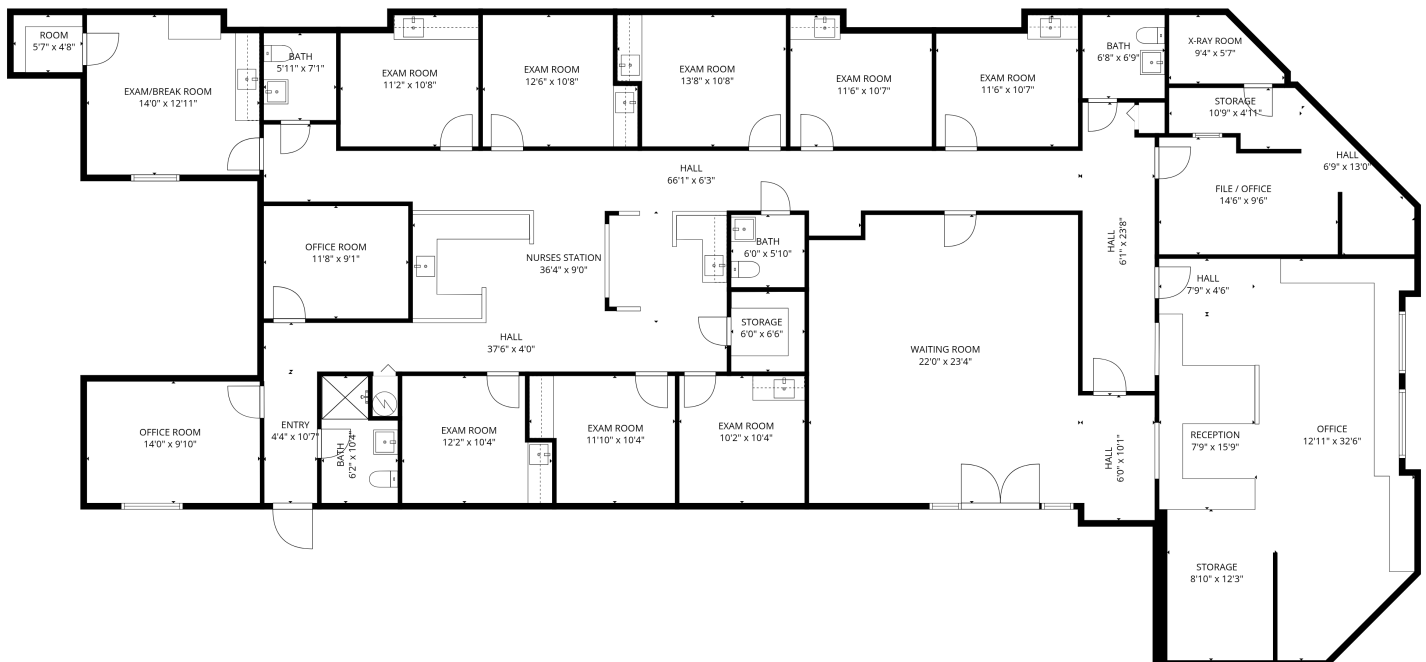 ROOM
5'7" x 4'8"
EXAM/BREAK ROOM
14'0" x 12'11"
BATH
5'11" x 7'1"
EXAM ROOM
11'2" x 10'8"
EXAM ROOM
12'6" x 10'8"
EXAM ROOM
13'8" x 10'8"
EXAM ROOM
11'6" x 10'7"
EXAM ROOM
11'6" x 10'7"
BATH
6'8" x 6'9"
X-RAY ROOM
9'4" x 5'7"
STORAGE
10'9" x 4'11"
HALL
6'9" x 13'0"
HALL
66'1" x 6'3"
FILE / OFFICE
14'6" x 9'6"
OFFICE ROOM
11'8" x 9'1"
NURSES STATION
36'4" x 9'0"
BATH
6'0" x 5'10"
HALL
6'1" x 23'8"
HALL
7'9" x 4'6"
HALL
37'6" x 4'0"
STORAGE
6'0" x 6'6"
WAITING ROOM
22'0" x 23'4"
OFFICE ROOM
14'0" x 9'10"
ENTRY
4'4" x 10'7"
BATH
6'2" x 10'4"
EXAM ROOM
12'2" x 10'4"
EXAM ROOM
11'10" x 10'4"
EXAM ROOM
10'2" x 10'4"
HALL
6'0" x 10'1"
RECEPTION
7'9" x 15'9"
OFFICE
12'11" x 32'6"
STORAGE
8'10" x 12'3"